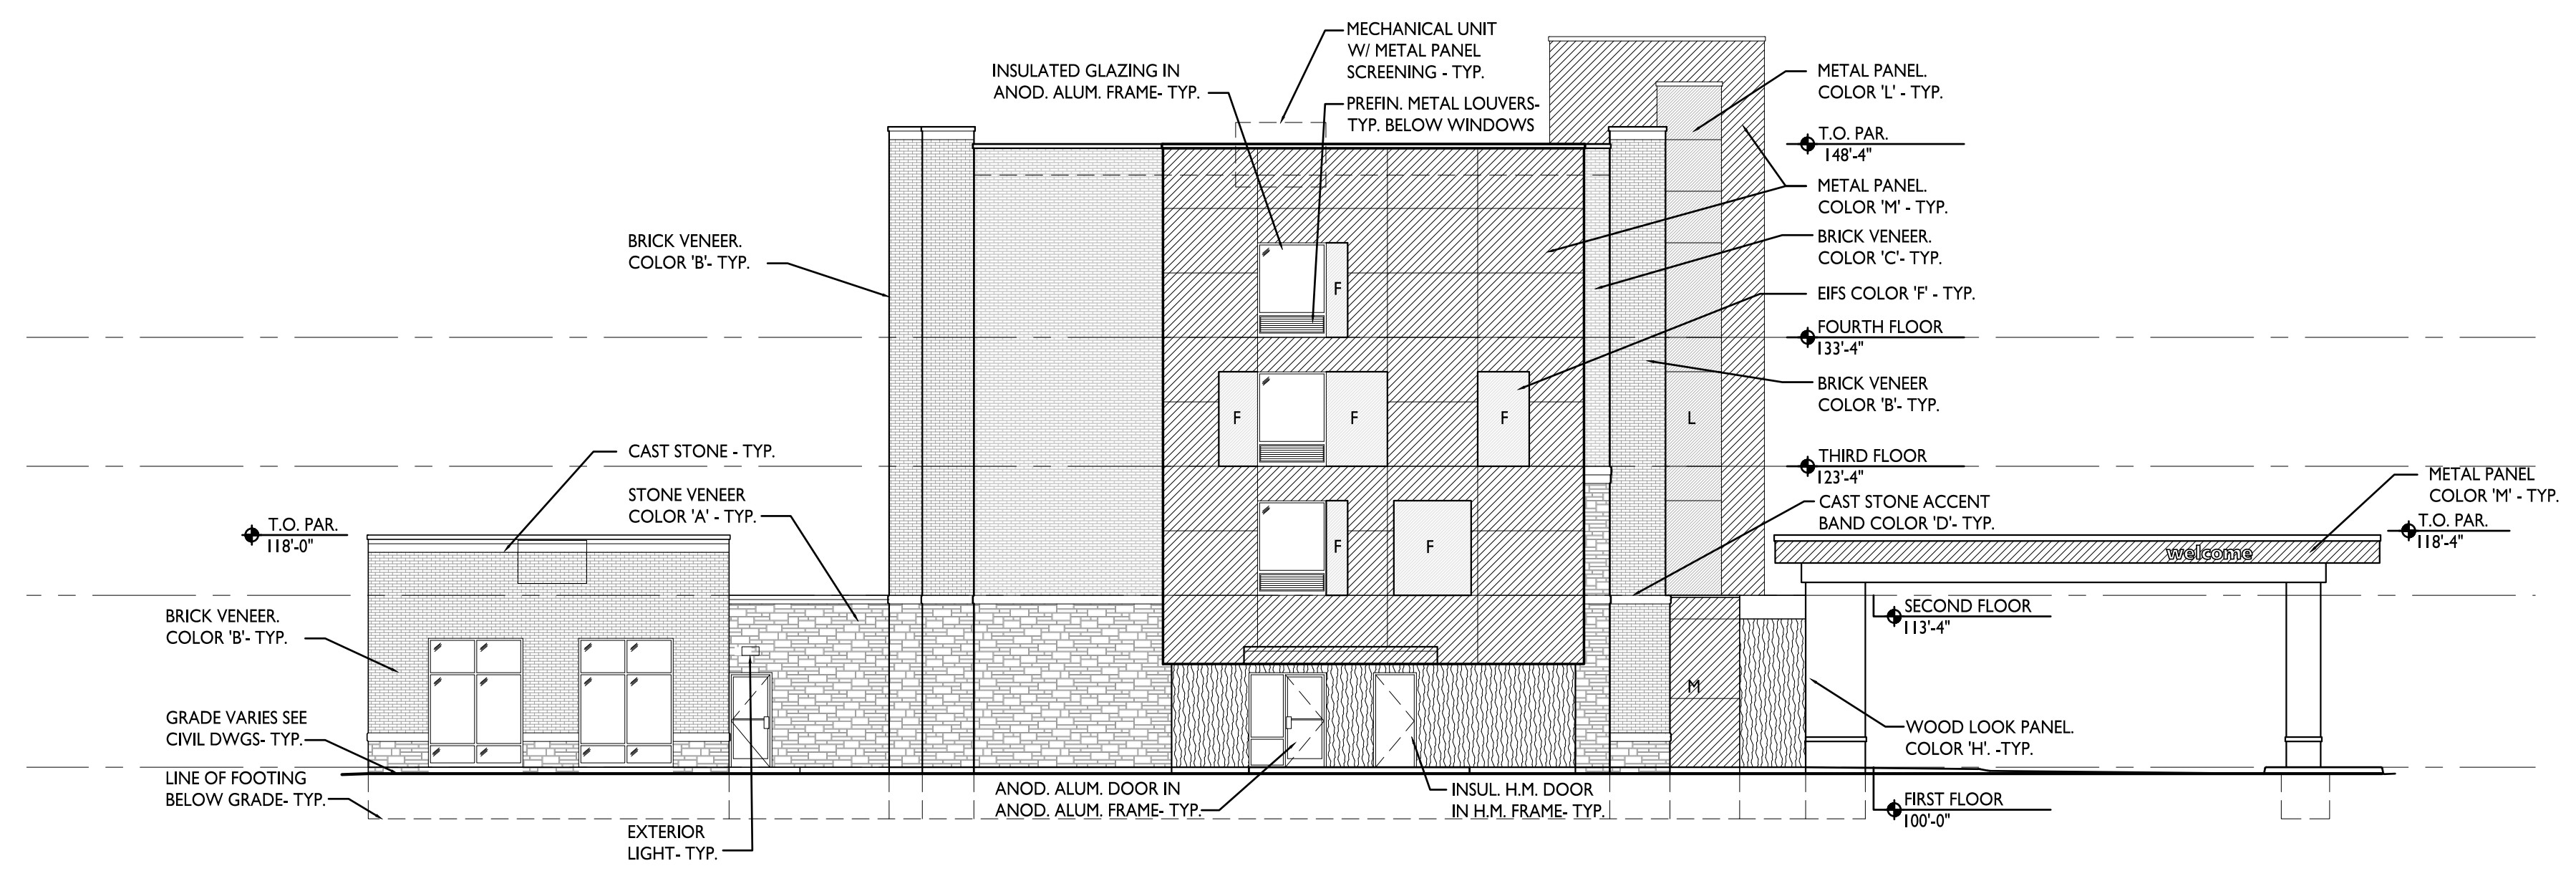 MECHANICAL UNIT
W/ METAL PANEL
SCREENING - TYP.
INSULATED GLAZING IN
ANOD. ALUM. FRAME- TYP.
PREFIN. METAL LOUVERS-
TYP. BELOW WINDOWS
METAL PANEL.
COLOR 'L' - TYP.
T.O. PAR.
148'-4"
METAL PANEL.
COLOR 'M' - TYP.
BRICK VENEER.
COLOR 'B'- TYP.
BRICK VENEER.
COLOR 'C'- TYP.
EIFS COLOR 'F' - TYP.
F
FOURTH FLOOR
133'-4"
BRICK VENEER
COLOR 'B'- TYP.
F
F
F
L
CAST STONE - TYP.
THIRD FLOOR
123'-4"
METAL PANEL
COLOR 'M' - TYP.
STONE VENEER
COLOR 'A' - TYP.
CAST STONE ACCENT
BAND COLOR 'D'- TYP.
T.O. PAR.
118'-0"
T.O. PAR.
118'-4"
F
F
welcome
BRICK VENEER.
COLOR 'B'- TYP.
SECOND FLOOR
113'-4"
M
GRADE VARIES SEE
CIVIL DWGS- TYP.
WOOD LOOK PANEL.
COLOR 'H'. -TYP.
LINE OF FOOTING
BELOW GRADE- TYP.
ANOD. ALUM. DOOR IN
ANOD. ALUM. FRAME- TYP.
INSUL. H.M. DOOR
IN H.M. FRAME- TYP.
FIRST FLOOR
100'-0"
EXTERIOR
LIGHT- TYP.